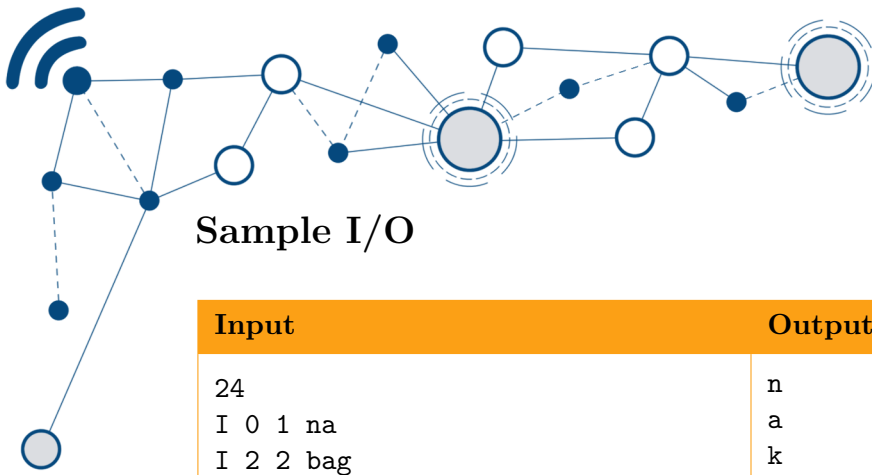 Sample I/O
Input Output
24 n
I 0 1 na a
I 2 2 bag k